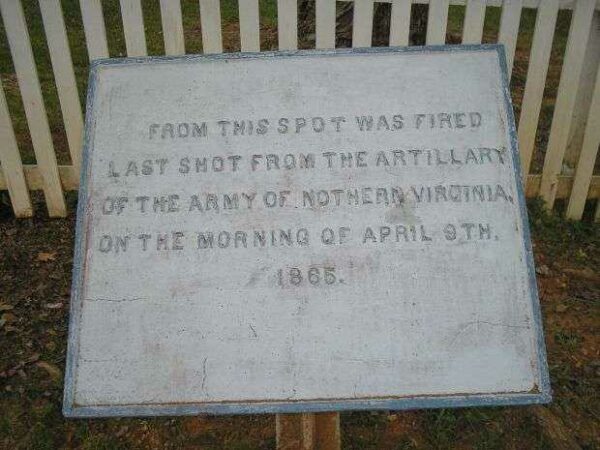 FROM THIS SPOT WAS FIRED
LAST SHOT FROM THE ARTILLARY
OF THE ARMY OF NOTHERN VIRGINIA.
ON THE MORNING OF APRIL 9TH.
1865.